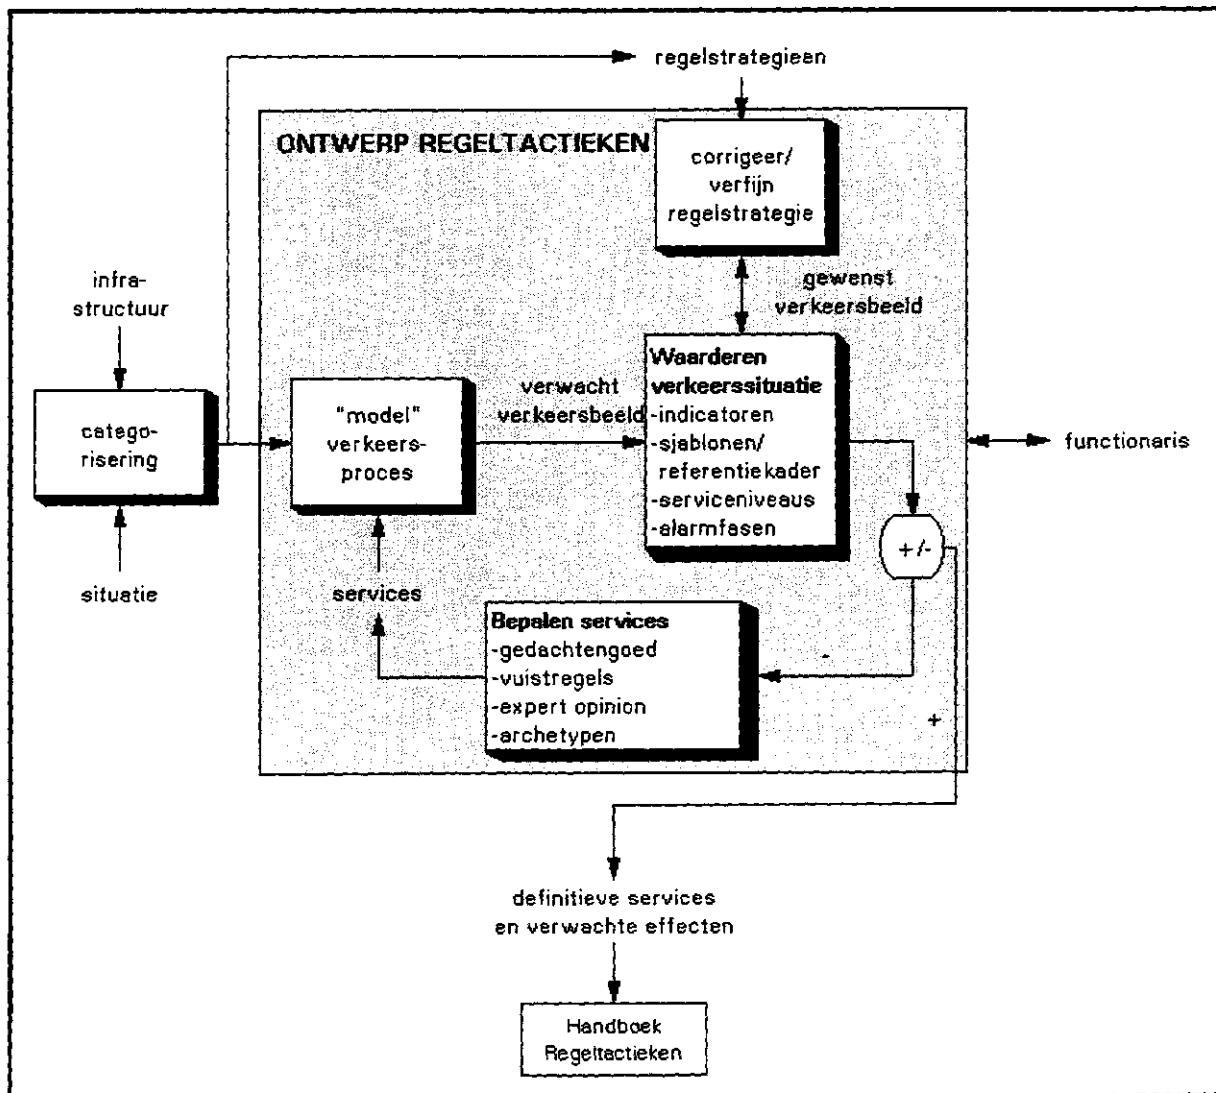 regelstrategieen
ONTWERP REGELTACTIEKEN
corrigeer/
verfijn
regelstrategie
infra-
structuur
gewenst
verkeersbeeld
catego-
risering
"model"
verkeers-
proces
verwacht
verkeersbeeld
Waarderen
verkeerssituatie
-indicatoren
-sjablonen/
referentiekader
-serviceniveaus
-alarmfasen
functionaris
+/-
situatie
services
Bepalen services
-gedachtengoed
-vuistregels
-expert opinion
-archetypen
-
+
definitieve services
en verwachte effecten
Handboek
Regeltactieken